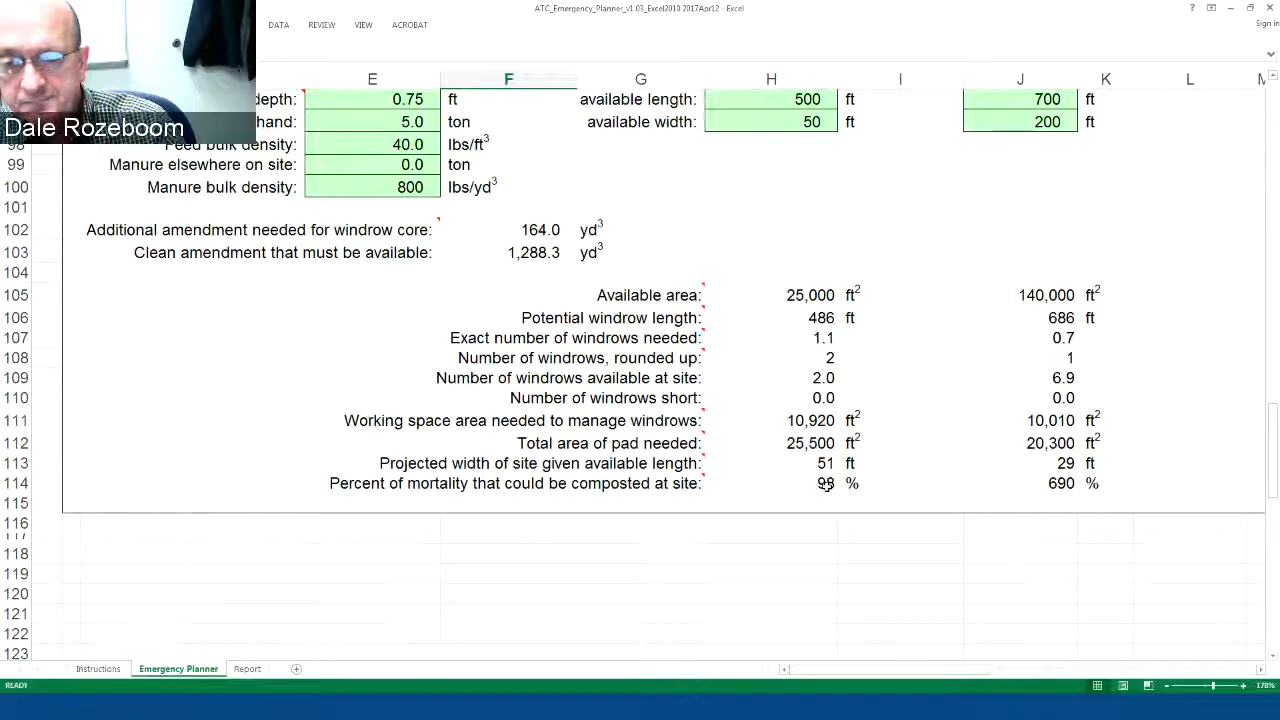 ATC_Emergency_Planner_v1.03_Excel2010 2017Apr12 - Excel
Sign in
DATA REVIEW VIEW ACROBAT
E F G H I J K L
depth: 0.75 ft available length: 500 ft 700 ft
hand: 5.0 ton available width: 50 ft 200 ft
Dale Rozeboom
98 Feed bulk density: 40.0 lbs/ft3
99 Manure elsewhere on site: 0.0 ton
100 Manure bulk density: 800 lbs/yd3
101
102 Additional amendment needed for windrow core: 164.0 yd3
103 Clean amendment that must be available: 1,288.3 yd3
104
105 Available area: 25,000 ft2 140,000 ft2
106 Potential windrow length: 486 ft 686 ft
107 Exact number of windrows needed: 1.1 0.7
108 Number of windrows, rounded up: 2 1
109 Number of windrows available at site: 2.0 6.9
110 Number of windrows short: 0.0 0.0
111 Working space area needed to manage windrows: 10,920 ft2 10,010 ft2
112 Total area of pad needed: 25,500 ft2 20,300 ft2
113 Projected width of site given available length: 51 ft 29 ft
114 Percent of mortality that could be composted at site: 98 % 690 %
115
116
117
118
119
120
121
122
123
Instructions Emergency Planner Report
READY 178%